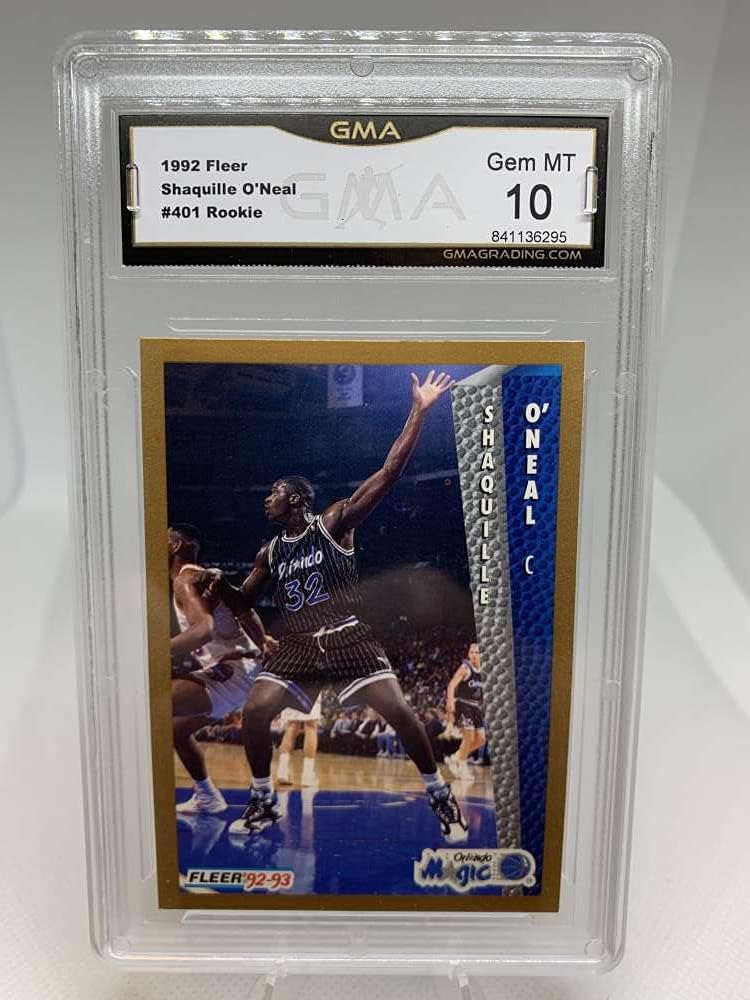 GMA
1992 Fleer
Shaquille O'Neal
#401 Rookie
GMA
Gem MT
10
841136295
GMAGRADING.COM
SHAQUILLE
O'NEAL
C
Orlando
32
FLEER '92-93
Orlando
Magic